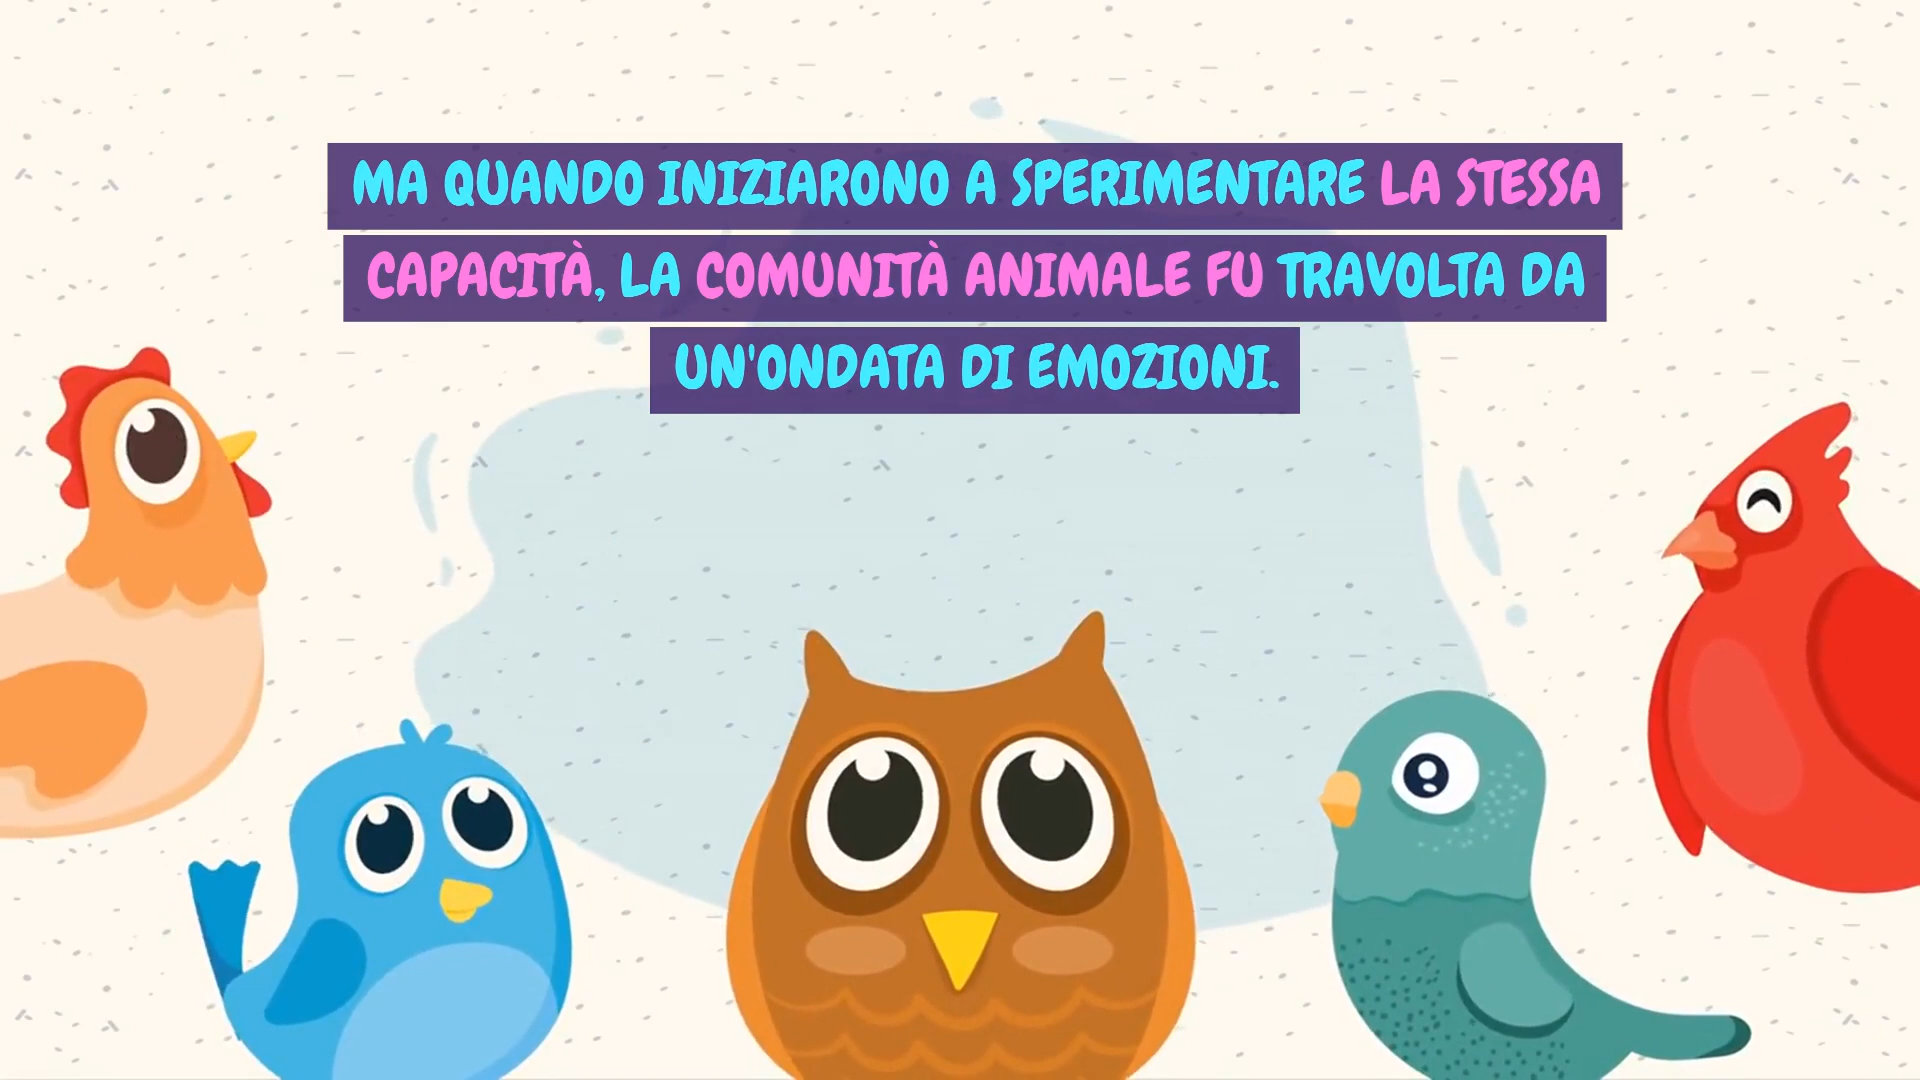 MA QUANDO INIZIARONO A SPERIMENTARE LA STESSA
CAPACITÀ, LA COMUNITÀ ANIMALE FU TRAVOLTA DA
UN'ONDATA DI EMOZIONI.